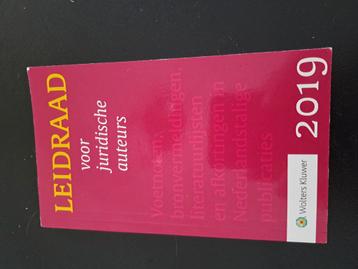 LEIDRAAD
voor
juridische
auteurs
Voetnoten,
bronvermeldingen,
literatuurlijsten
en afkortingen in
Nederlandstalige
publicaties
2019
Wolters Kluwer